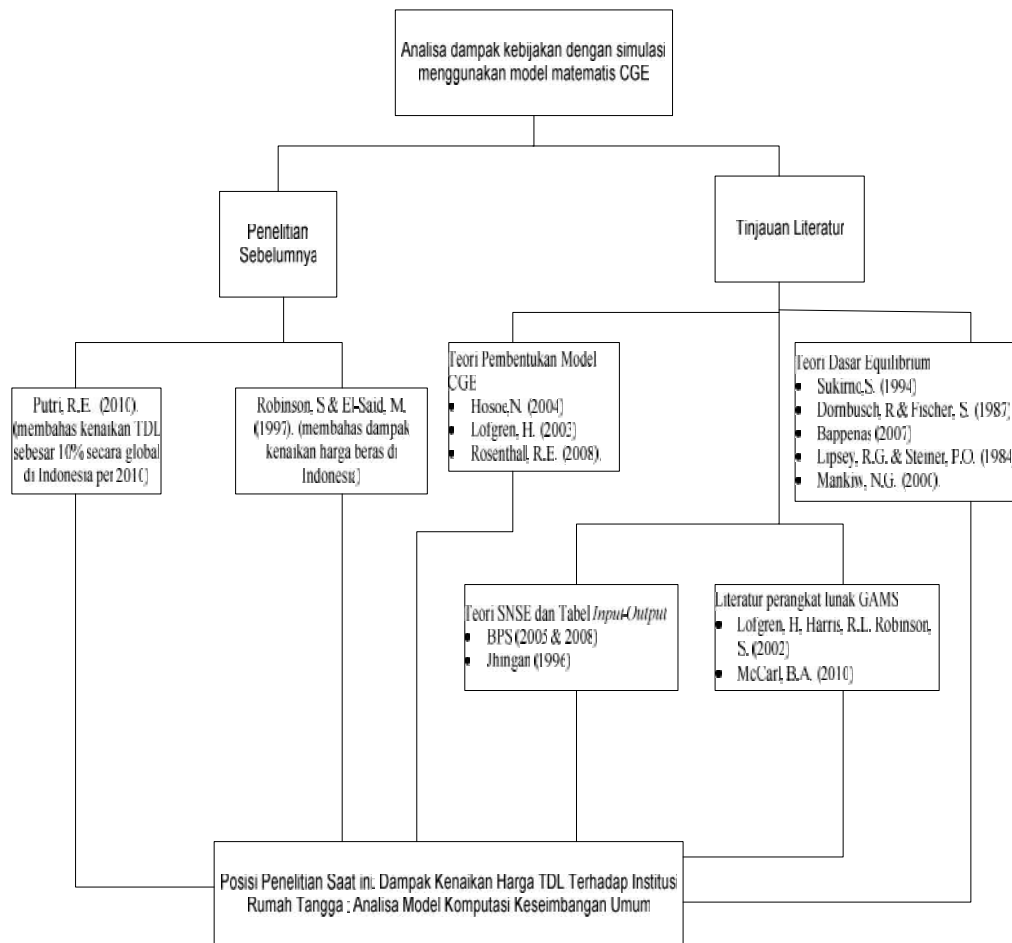 Analisa dampak kebijakan dengan simulasi
menggunakan model matematis CGE
Penelitian
Sebelumnya
Tinjauan Literatur
Putri, R.E. (2010).
(membahas kenaikan TDL
sebesar 10% secara global
di Indonesia per 2010)
Robinson, S & El-Said, M.
(1997). (membahas dampak
kenaikan harga beras di
Indonesia)
Teori Pembentukan Model
CGE
• Hosoe,N. (2004)
• Lofgren, H. (2003)
• Rosenthal, R.E. (2008).
Teori Dasar Equilibrium
• Sukirno,S. (1994)
• Dornbusch, R & Fischer, S. (1987)
• Bappenas (2007)
• Lipsey, R.G. & Steiner, P.O. (1984)
• Mankiw, N.G. (2000).
Teori SNSE dan Tabel Input-Output
• BPS (2005 & 2008)
• Jhingan (1996)
Literatur perangkat lunak GAMS
• Lofgren, H, Harris, R.L. Robinson,
S. (2002)
• McCarl, B.A. (2010)
Posisi Penelitian Saat ini: Dampak Kenaikan Harga TDL Terhadap Institusi
Rumah Tangga : Analisa Model Komputasi Keseimbangan Umum